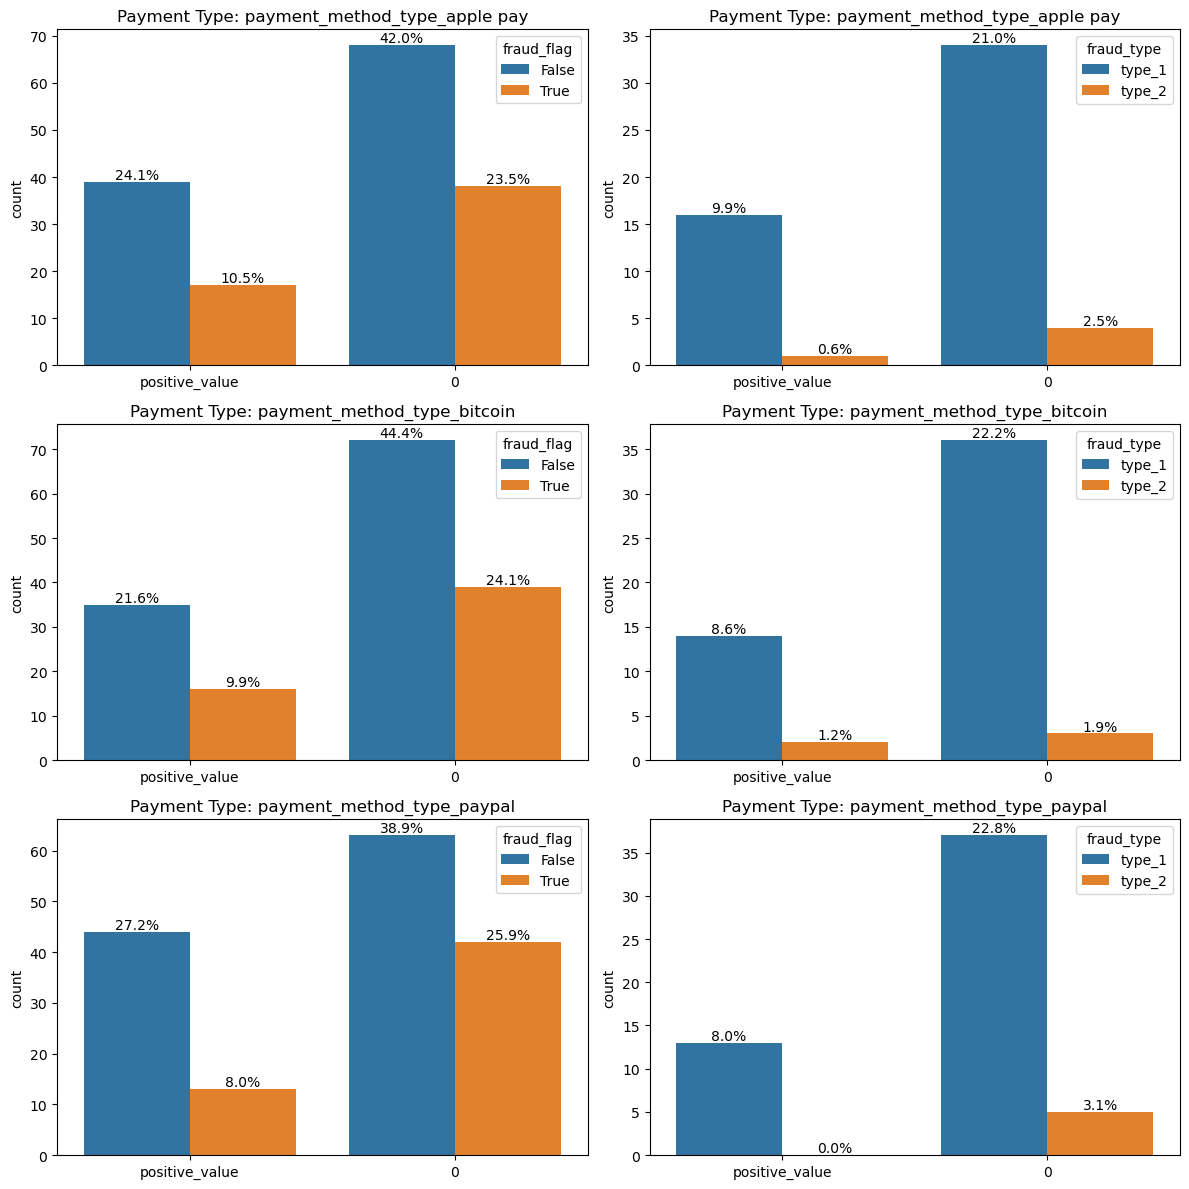 Payment Type: payment_method_type_apple pay
70
60
50
40
30
20
10
0
count
24.1%
10.5%
42.0%
23.5%
fraud_flag
False
True
positive_value
0
Payment Type: payment_method_type_apple pay
35
30
25
20
15
10
5
0
count
9.9%
0.6%
21.0%
2.5%
fraud_type
type_1
type_2
positive_value
0
Payment Type: payment_method_type_bitcoin
70
60
50
40
30
20
10
0
count
21.6%
9.9%
44.4%
24.1%
fraud_flag
False
True
positive_value
0
Payment Type: payment_method_type_bitcoin
35
30
25
20
15
10
5
0
count
8.6%
1.2%
22.2%
1.9%
fraud_type
type_1
type_2
positive_value
0
Payment Type: payment_method_type_paypal
60
50
40
30
20
10
0
count
27.2%
8.0%
38.9%
25.9%
fraud_flag
False
True
positive_value
0
Payment Type: payment_method_type_paypal
35
30
25
20
15
10
5
0
count
8.0%
0.0%
22.8%
3.1%
fraud_type
type_1
type_2
positive_value
0